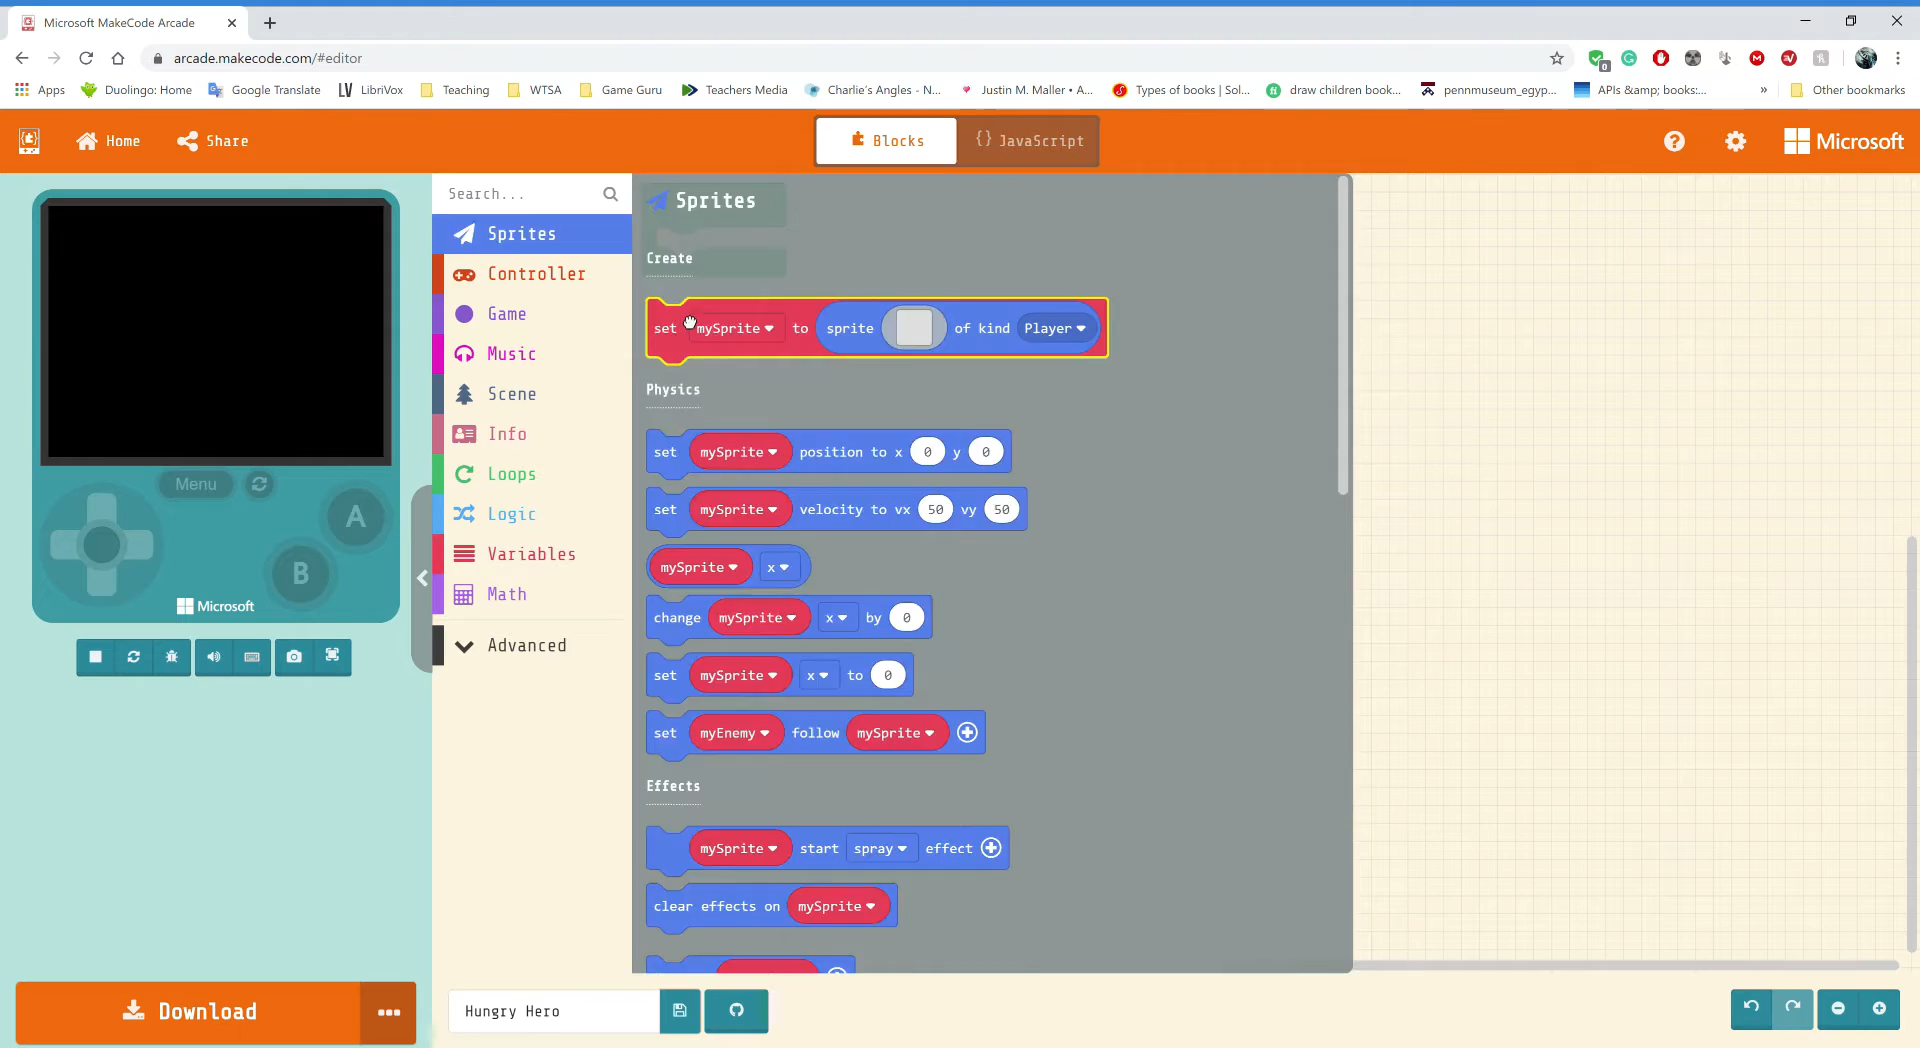 Microsoft MakeCode Arcade
arcade.makecode.com/#editor
0
Apps
Duolingo: Home
Google Translate
LV LibriVox
Teaching
WTSA
Game Guru
Teachers Media
Charlie's Angles - N...
Justin M. Maller • A...
Types of books | Sol...
draw children book...
pennmuseum_egyp...
APIs &amp; books:...
»
Other bookmarks
Home
Share
Blocks
{} JavaScript
Microsoft
Search...
Sprites
Controller
Game
Music
Scene
Info
Loops
Logic
Variables
Math
Advanced
Menu
A
B
Microsoft
Sprites
Create
set mySprite to sprite of kind Player
Physics
set mySprite position to x 0 y 0
set mySprite velocity to vx 50 vy 50
mySprite x
change mySprite x by 0
set mySprite x to 0
set myEnemy follow mySprite
Effects
mySprite start spray effect
clear effects on mySprite
Download
Hungry Hero